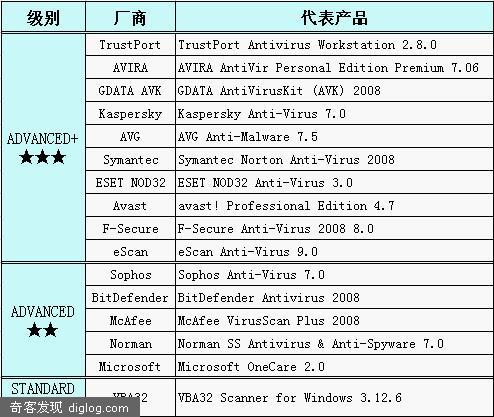 级别 厂商 代表产品
TrustPort TrustPort Antivirus Workstation 2.8.0
AVIRA AVIRA AntiVir Personal Edition Premium 7.06
GDATA AVK GDATA AntiVirusKit (AVK) 2008
Kaspersky Kaspersky Anti-Virus 7.0
ADVANCED+ AVG AVG Anti-Malware 7.5
★★★ Symantec Symantec Norton Anti-Virus 2008
ESET NOD32 ESET NOD32 Anti-Virus 3.0
Avast avast! Professional Edition 4.7
F-Secure F-Secure Anti-Virus 2008 8.0
eScan eScan Anti-Virus 9.0
Sophos Sophos Anti-Virus 7.0
BitDefender BitDefender Antivirus 2008
ADVANCED
★★ McAfee McAfee VirusScan Plus 2008
Norman Norman SS Antivirus & Anti-Spyware 7.0
Microsoft Microsoft OneCare 2.0
STANDARD
VBA32 VBA32 Scanner for Windows 3.12.6
奇客发现 diglog.com